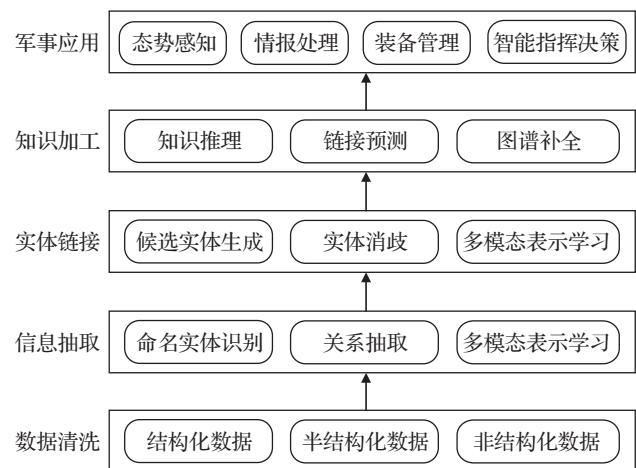 军事应用 态势感知 情报处理 装备管理 智能指挥决策
知识加工 知识推理 链接预测 图谱补全
实体链接 候选实体生成 实体消歧 多模态表示学习
信息抽取 命名实体识别 关系抽取 多模态表示学习
数据清洗 结构化数据 半结构化数据 非结构化数据